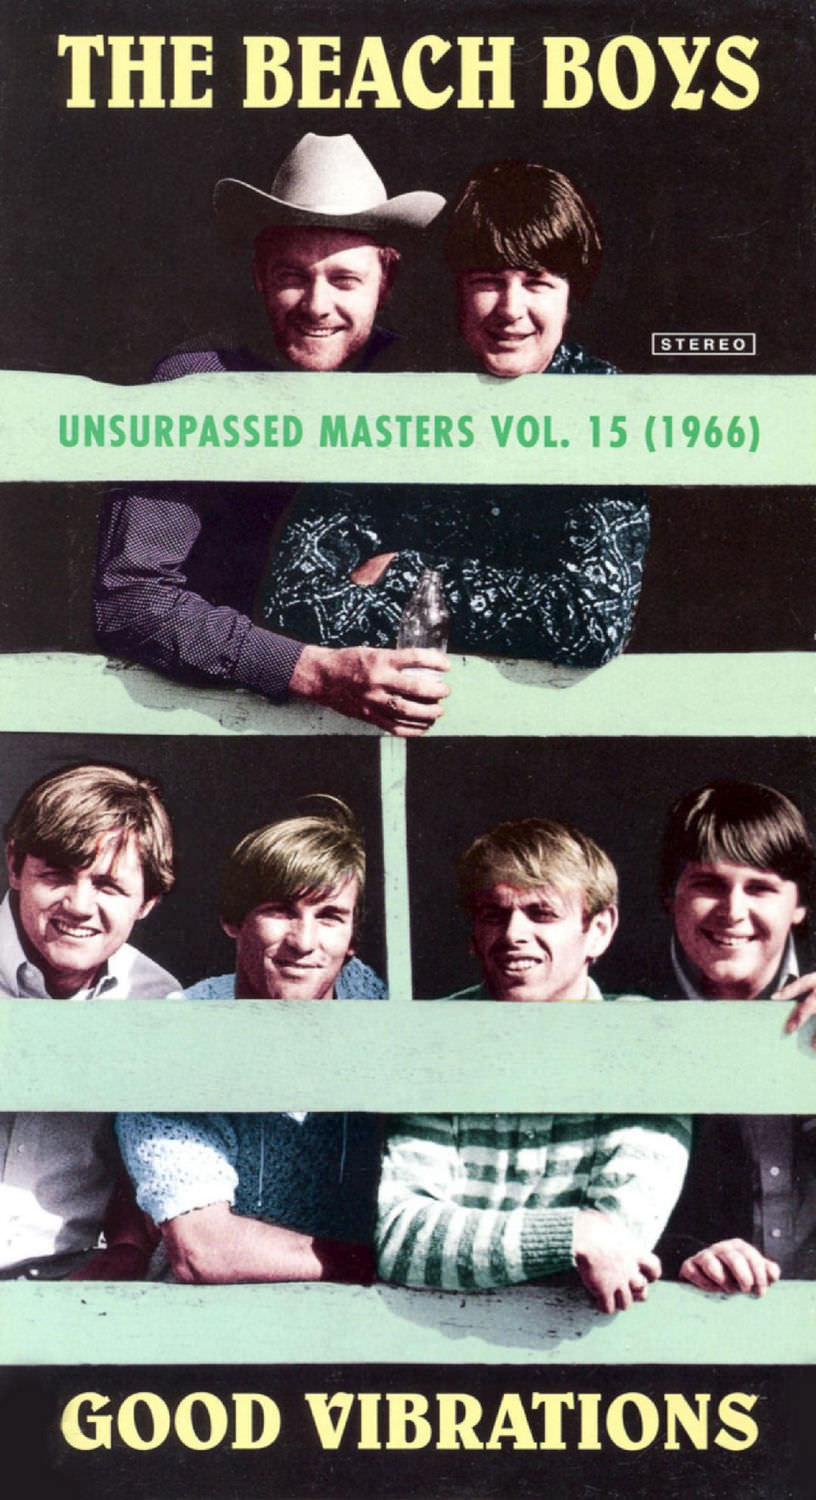 THE BEACH BOYS
STEREO
UNSURPASSED MASTERS VOL. 15 (1966)
GOOD VIBRATIONS